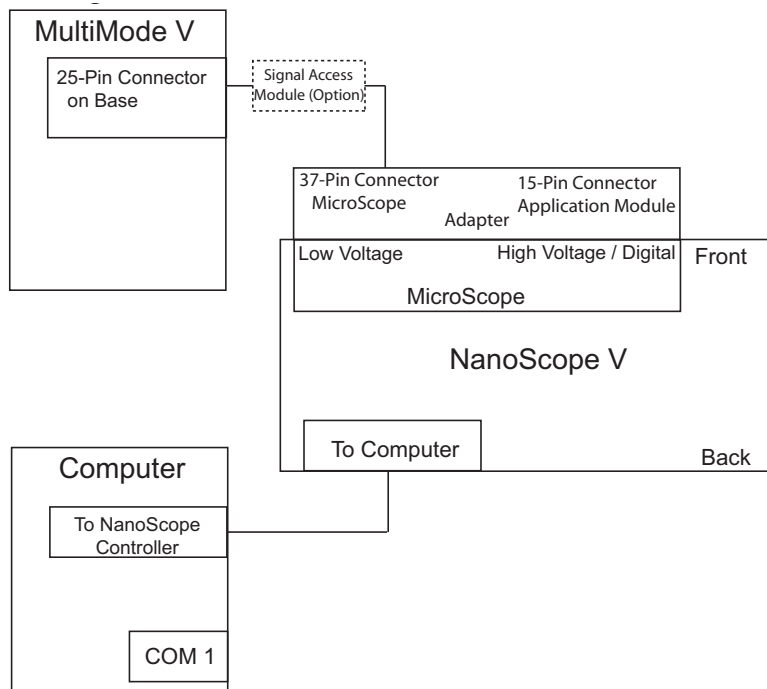 MultiMode V
25-Pin Connector
on Base
Signal Access
Module (Option)
37-Pin Connector
MicroScope
15-Pin Connector
Application Module
Adapter
Low Voltage
High Voltage / Digital
Front
MicroScope
NanoScope V
To Computer
Back
Computer
To NanoScope
Controller
COM 1